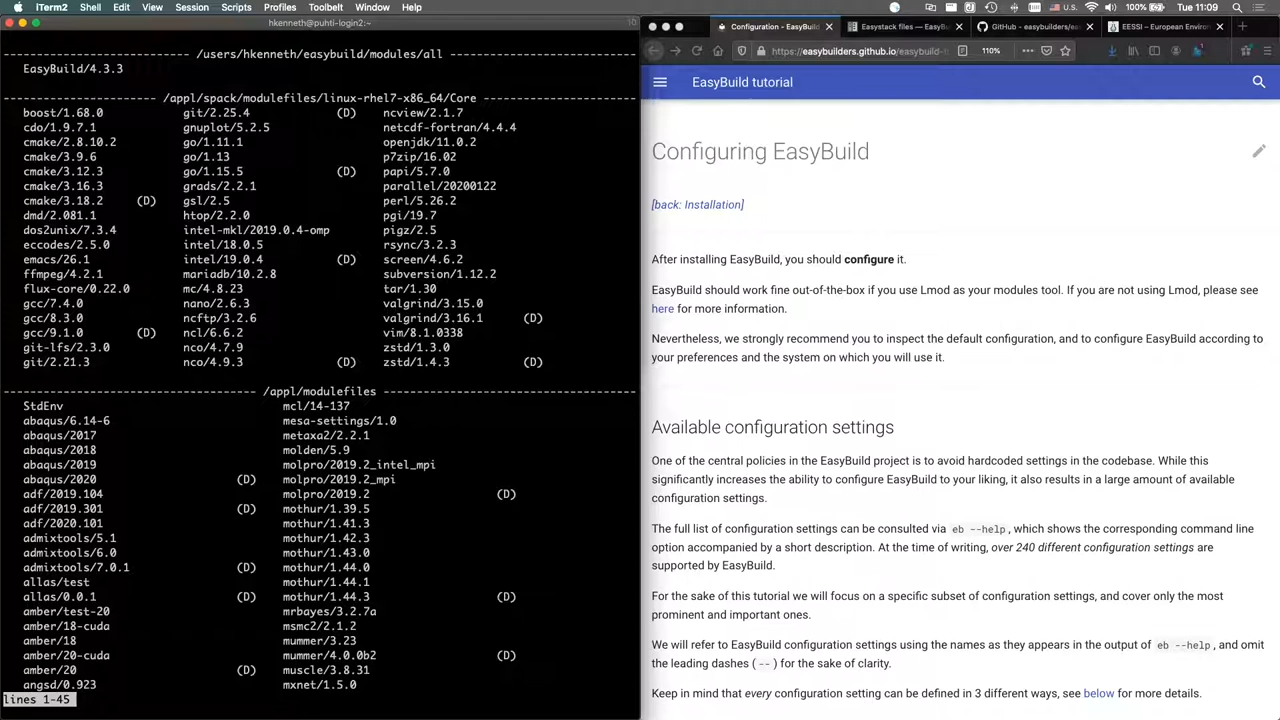 iTerm2 Shell Edit View Session Scripts Profiles Toolbelt Window Help
U.S. Tue 11:09
hkenneth@puhti-login2:~
/users/hkenneth/easybuild/modules/all
EasyBuild/4.3.3
/appl/spack/modulefiles/linux-rhel7-x86_64/Core
boost/1.68.0 git/2.25.4 (D) ncview/2.1.7
cdo/1.9.7.1 gnuplot/5.2.5 netcdf-fortran/4.4.4
cmake/2.8.10.2 go/1.11.1 openjdk/11.0.2
cmake/3.9.6 go/1.13 p7zip/16.02
cmake/3.12.3 go/1.15.5 (D) papi/5.7.0
cmake/3.16.3 grads/2.2.1 parallel/20200122
cmake/3.18.2 (D) gsl/2.5 perl/5.26.2
dmd/2.081.1 htop/2.2.0 pgi/19.7
dos2unix/7.3.4 intel-mkl/2019.0.4-omp pigz/2.5
eccodes/2.5.0 intel/18.0.5 rsync/3.2.3
emacs/26.1 intel/19.0.4 (D) screen/4.6.2
ffmpeg/4.2.1 mariadb/10.2.8 subversion/1.12.2
flux-core/0.22.0 mc/4.8.23 tar/1.30
gcc/7.4.0 nano/2.6.3 valgrind/3.15.0
gcc/8.3.0 ncftp/3.2.6 valgrind/3.16.1 (D)
gcc/9.1.0 (D) ncl/6.6.2 vim/8.1.0338
git-lfs/2.3.0 nco/4.7.9 zstd/1.3.0
git/2.21.3 nco/4.9.3 (D) zstd/1.4.3 (D)
/appl/modulefiles
StdEnv mcl/14-137
abaqus/6.14-6 mesa-settings/1.0
abaqus/2017 metaxa2/2.2.1
abaqus/2018 molden/5.9
abaqus/2019 molpro/2019.2_intel_mpi
abaqus/2020 (D) molpro/2019.2_mpi
adf/2019.104 molpro/2019.2 (D)
adf/2019.301 (D) mothur/1.39.5
adf/2020.101 mothur/1.41.3
admixtools/5.1 mothur/1.42.3
admixtools/6.0 mothur/1.43.0
admixtools/7.0.1 (D) mothur/1.44.0
allas/test mothur/1.44.1
allas/0.0.1 (D) mothur/1.44.3 (D)
amber/test-20 mrbayes/3.2.7a
amber/18-cuda msmc2/2.1.2
amber/18 mummer/3.23
amber/20-cuda mummer/4.0.0b2 (D)
amber/20 (D) muscle/3.8.31
angsd/0.923 mxnet/1.5.0
lines 1-45
Configuration - EasyBuild Easystack files — EasyB GitHub - easybuilders/ee EESSI – European Enviro
https://easybuilders.github.io/easybuild-t 110%
EasyBuild tutorial
Configuring EasyBuild
[back: Installation]
After installing EasyBuild, you should configure it.
EasyBuild should work fine out-of-the-box if you use Lmod as your modules tool. If you are not using Lmod, please see
here for more information.
Nevertheless, we strongly recommend you to inspect the default configuration, and to configure EasyBuild according to
your preferences and the system on which you will use it.
Available configuration settings
One of the central policies in the EasyBuild project is to avoid hardcoded settings in the codebase. While this
significantly increases the ability to configure EasyBuild to your liking, it also results in a large amount of available
configuration settings.
The full list of configuration settings can be consulted via eb --help, which shows the corresponding command line
option accompanied by a short description. At the time of writing, over 240 different configuration settings are
supported by EasyBuild.
For the sake of this tutorial we will focus on a specific subset of configuration settings, and cover only the most
prominent and important ones.
We will refer to EasyBuild configuration settings using the names as they appears in the output of eb --help, and omit
the leading dashes (--) for the sake of clarity.
Keep in mind that every configuration setting can be defined in 3 different ways, see below for more details.